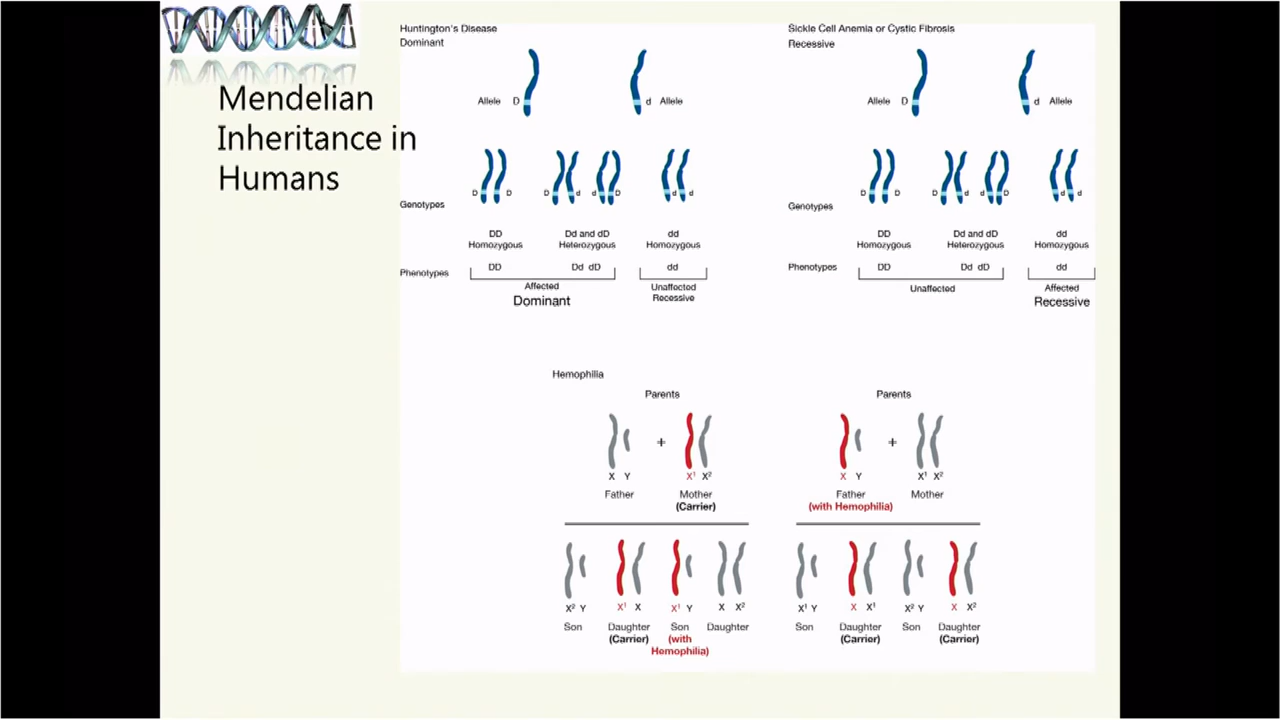 Mendelian
Inheritance in
Humans
Huntington's Disease
Dominant
Allele D d Allele
D D D d d D d d
Genotypes
DD Dd and dD dd
Homozygous Heterozygous Homozygous
Phenotypes DD Dd dD dd
Affected Unaffected
Dominant Recessive
Sickle Cell Anemia or Cystic Fibrosis
Recessive
Allele D d Allele
D D D d d D d d
Genotypes
DD Dd and dD dd
Homozygous Heterozygous Homozygous
Phenotypes DD Dd dD dd
Unaffected Affected
Recessive
Hemophilia
Parents
+
X Y X¹ X²
Father Mother
(Carrier)
X² Y X¹ X X¹ Y X X²
Son Daughter Son Daughter
(Carrier) (with
Hemophilia)
Parents
+
X Y X¹ X²
Father Mother
(with Hemophilia)
X¹ Y X X¹ X² Y X X²
Son Daughter Son Daughter
(Carrier) (Carrier)